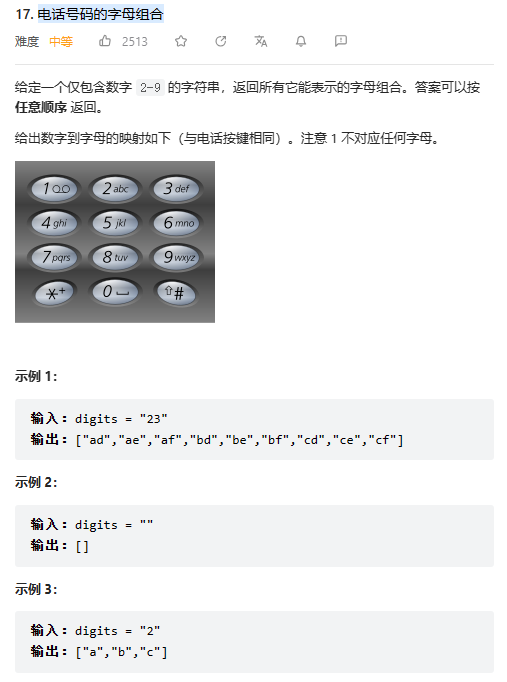 17. 电话号码的字母组合
难度 中等 2513
给定一个仅包含数字 2-9 的字符串，返回所有它能表示的字母组合。答案可以按
任意顺序 返回。
给出数字到字母的映射如下（与电话按键相同）。注意 1 不对应任何字母。
1 2 abc 3 def
4 ghi 5 jkl 6 mno
7 pqrs 8 tuv 9 wxyz
*+ 0 #
示例 1：
输入：digits = "23"
输出：["ad","ae","af","bd","be","bf","cd","ce","cf"]
示例 2：
输入：digits = ""
输出：[]
示例 3：
输入：digits = "2"
输出：["a","b","c"]